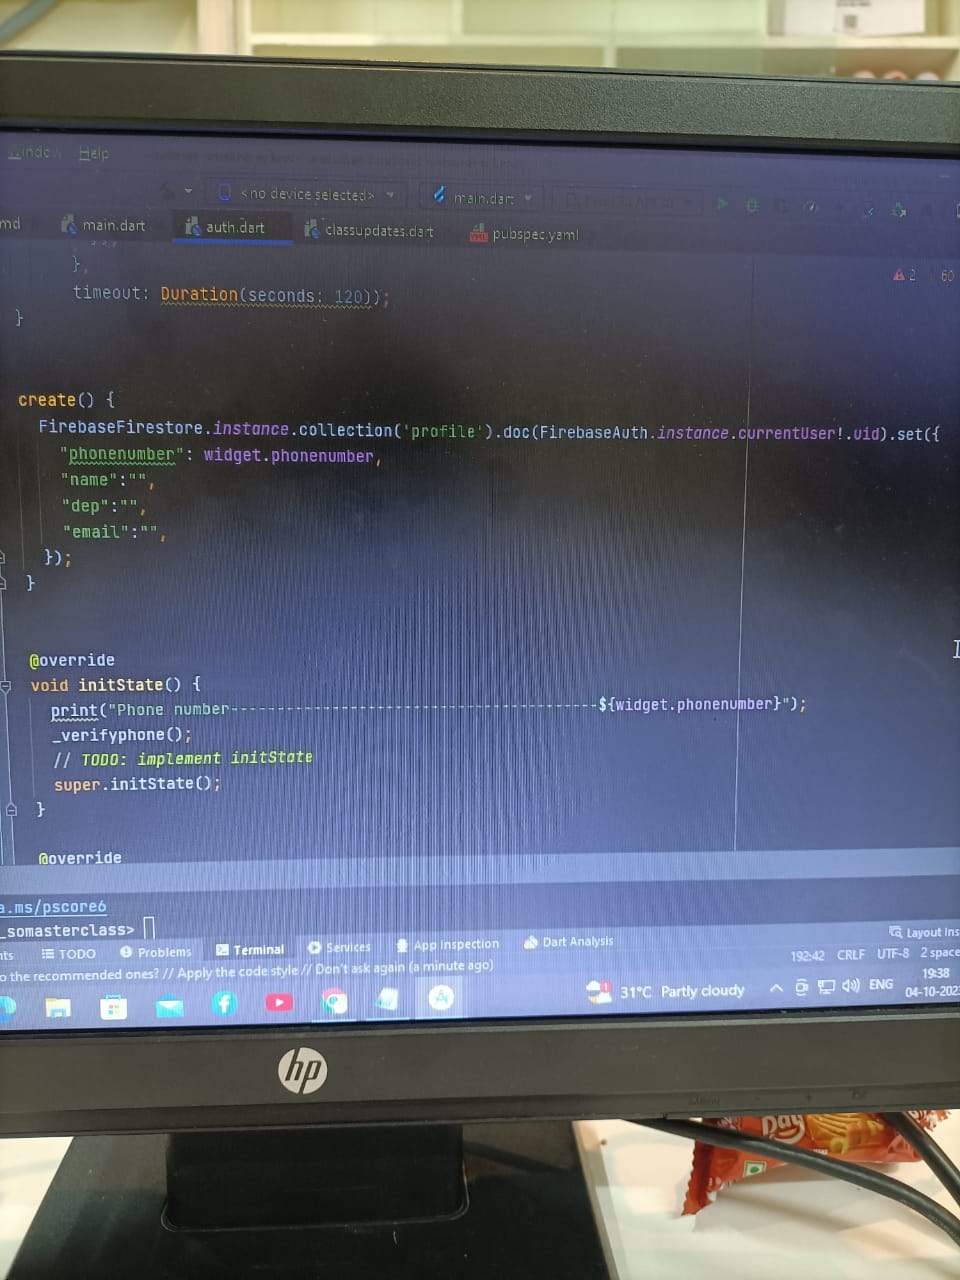 Window Help
<no device selected> main.dart
md main.dart auth.dart classupdates.dart pubspec.yaml
},
2 60
timeout: Duration(seconds: 120));
}
create() {
FirebaseFirestore.instance.collection('profile').doc(FirebaseAuth.instance.currentUser!.uid).set({
"phonenumber": widget.phonenumber,
"name":"",
"dep":"",
"email":"",
});
}
@override
void initState() {
print("Phone number--------------------------------------------------${widget.phonenumber}");
_verifyphone();
// TODO: implement initState
super.initState();
}
@override
a.ms/pscore6
_somasterclass>
nts TODO Problems Terminal Services App Inspection Dart Analysis Layout Ins
o the recommended ones? // Apply the code style // Don't ask again (a minute ago) 192:42 CRLF UTF-8 2 space
31°C Partly cloudy ENG 19:38
04-10-202
hp
Day